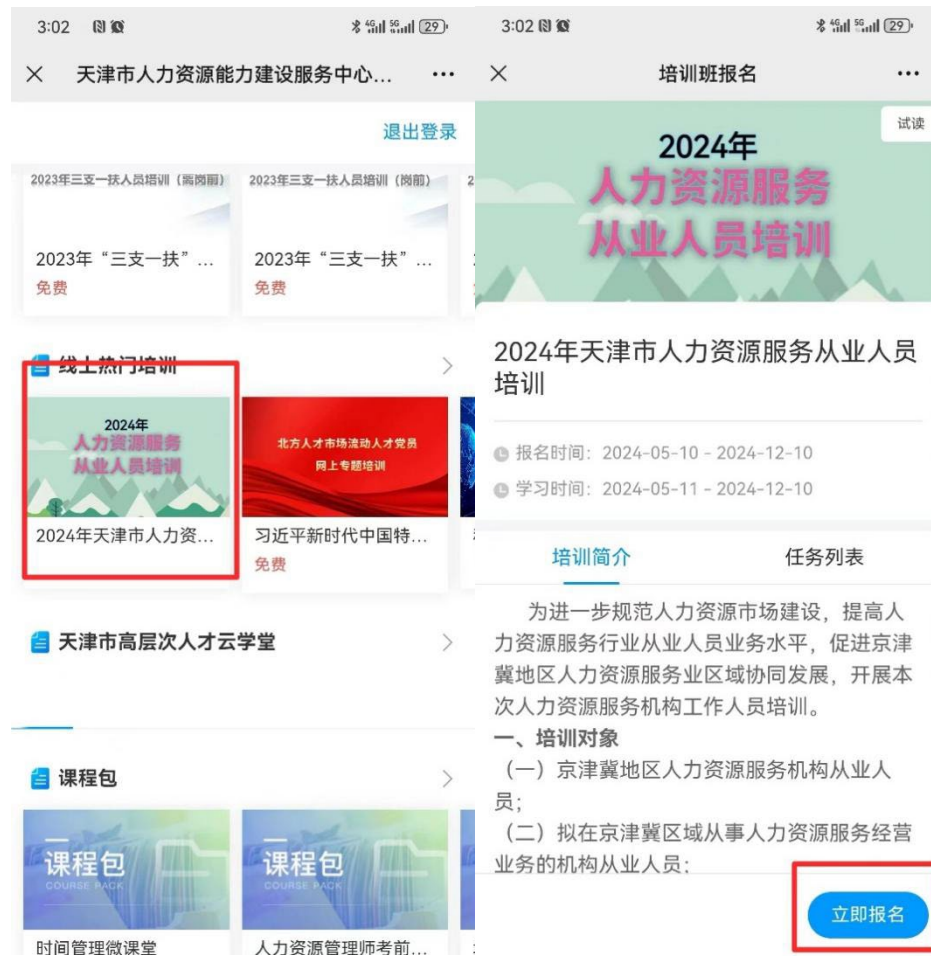 3:02
4G 5G 29
天津市人力资源能力建设服务中心...
退出登录
2023年三支一扶人员培训（离岗前）
2023年三支一扶人员培训（岗前）
2023年“三支一扶”...
2023年“三支一扶”...
免费
免费
线上热门培训
2024年
人力资源服务
从业人员培训
北方人才市场流动人才党员
网上专题培训
2024年天津市人力资...
习近平新时代中国特...
免费
天津市高层次人才云学堂
课程包
课程包
COURSE PACK
课程包
COURSE PACK
时间管理微课堂
人力资源管理师考前...
3:02
4G 5G 29
培训班报名
试读
2024年
人力资源服务
从业人员培训
2024年天津市人力资源服务从业人员
培训
报名时间：2024-05-10 - 2024-12-10
学习时间：2024-05-11 - 2024-12-10
培训简介
任务列表
为进一步规范人力资源市场建设，提高人
力资源服务行业从业人员业务水平，促进京津
冀地区人力资源服务业区域协同发展，开展本
次人力资源服务机构工作人员培训。
一、培训对象
（一）京津冀地区人力资源服务机构从业人
员；
（二）拟在京津冀区域从事人力资源服务经营
业务的机构从业人员；
立即报名